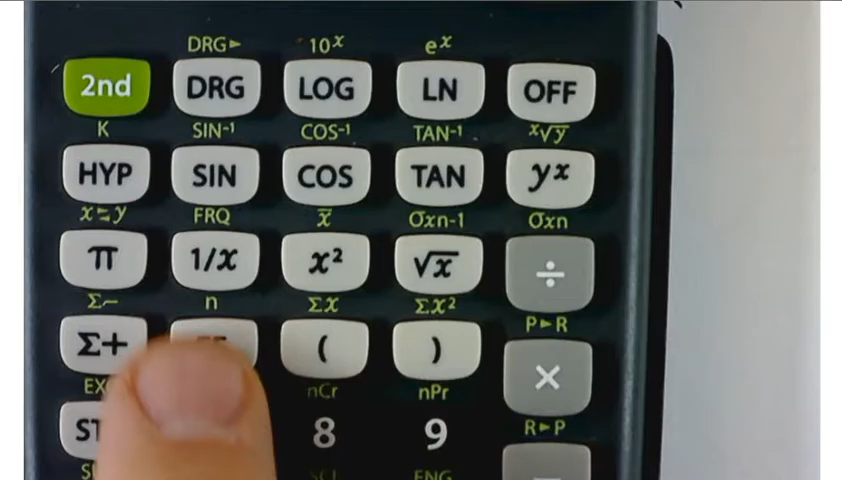 DRG► 10ˣ eˣ
2nd DRG LOG LN OFF
K SIN⁻¹ COS⁻¹ TAN⁻¹ ˣ√y
HYP SIN COS TAN yˣ
x⇆y FRQ x̄ σxn-1 σxn
π 1/x x² √x ÷
Σ- n Σx Σx²
P►R
Σ+ ( )
×
nCr nPr
R►P
8 9
ENG